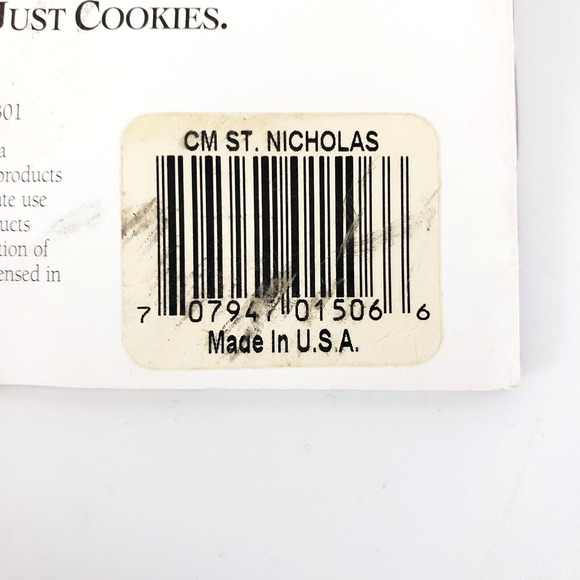 JUST COOKIES.
301
a
products
ate use
ucts
tion of
ensed in
CM ST. NICHOLAS
7 07947 01506 6
Made In U.S.A.